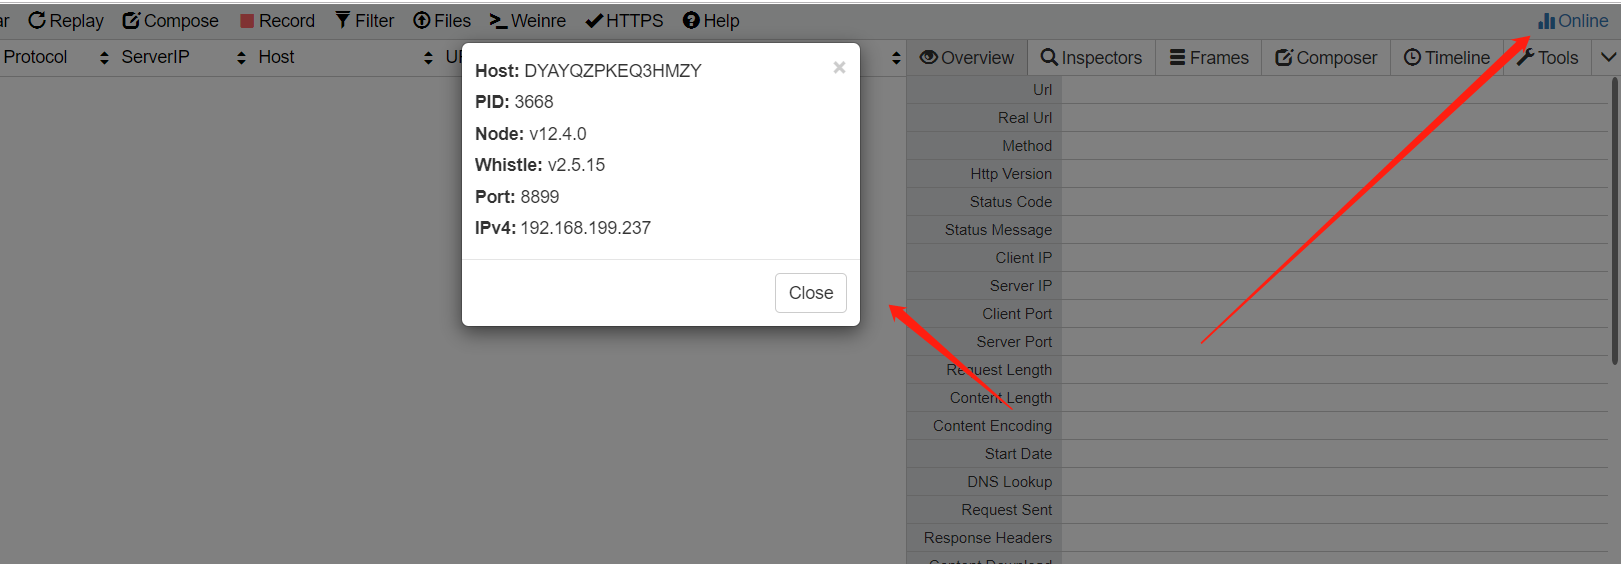 Replay Compose Record Filter Files Weinre HTTPS Help Online
Protocol ServerIP Host
Overview Inspectors Frames Composer Timeline Tools
Host: DYAYQZPKEQ3HMZY
×
PID: 3668
Node: v12.4.0
Whistle: v2.5.15
Port: 8899
IPv4: 192.168.199.237
Close
Url
Real Url
Method
Http Version
Status Code
Status Message
Client IP
Server IP
Client Port
Server Port
Request Length
Content Length
Content Encoding
Start Date
DNS Lookup
Request Sent
Response Headers
Content Download